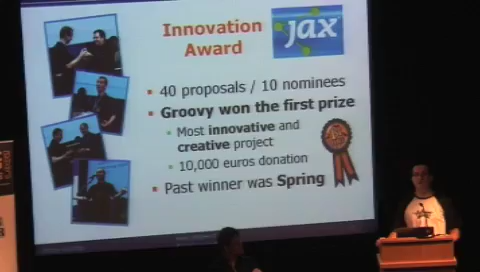 Innovation
Award
jax
40 proposals / 10 nominees
Groovy won the first prize
Most innovative and
creative project
10,000 euros donation
Past winner was Spring